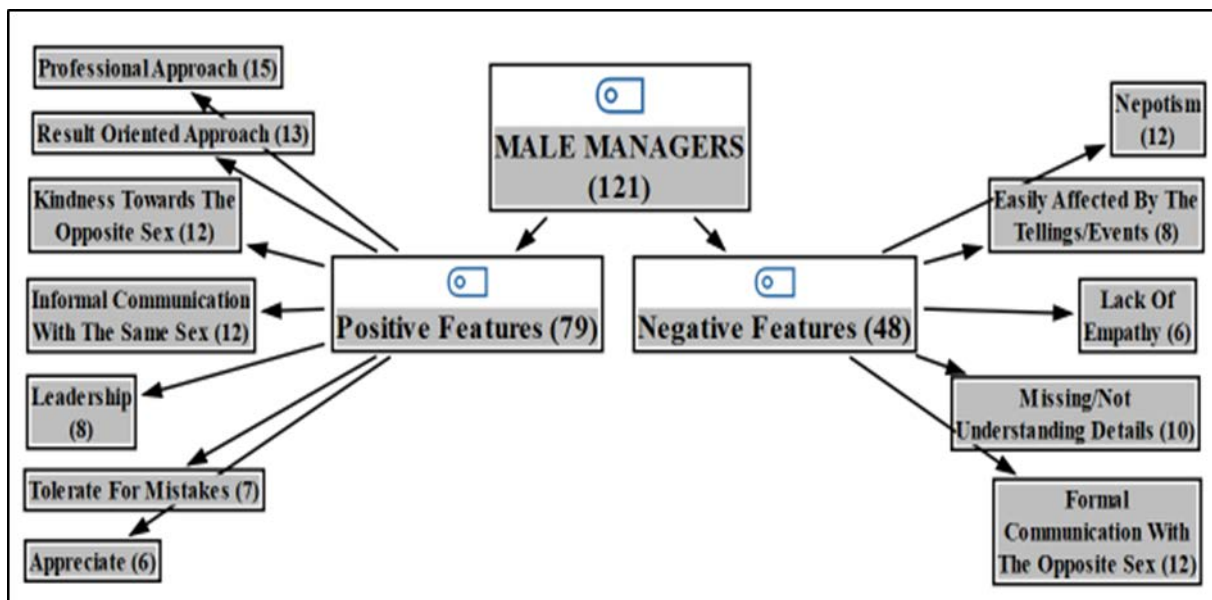 MALE MANAGERS
(121)
Positive Features (79)
Professional Approach (15)
Result Oriented Approach (13)
Kindness Towards The
Opposite Sex (12)
Informal Communication
With The Same Sex (12)
Leadership
(8)
Tolerate For Mistakes (7)
Appreciate (6)
Negative Features (48)
Nepotism
(12)
Easily Affected By The
Tellings/Events (8)
Lack Of
Empathy (6)
Missing/Not
Understanding Details (10)
Formal
Communication With
The Opposite Sex (12)